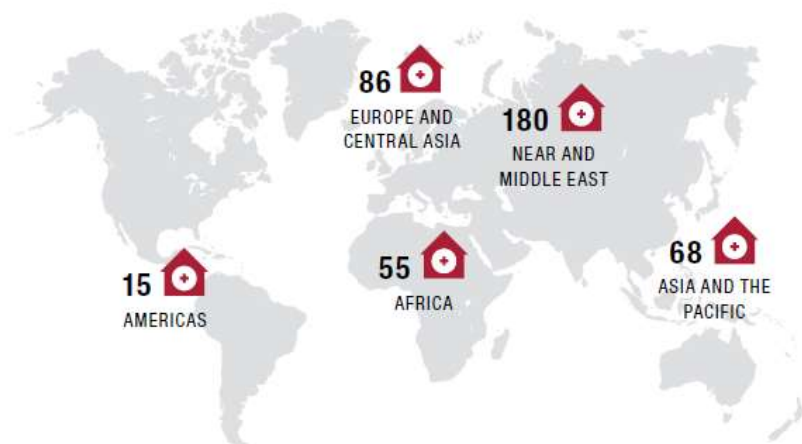 86
EUROPE AND
CENTRAL ASIA
180
NEAR AND
MIDDLE EAST
15
AMERICAS
55
AFRICA
68
ASIA AND THE
PACIFIC